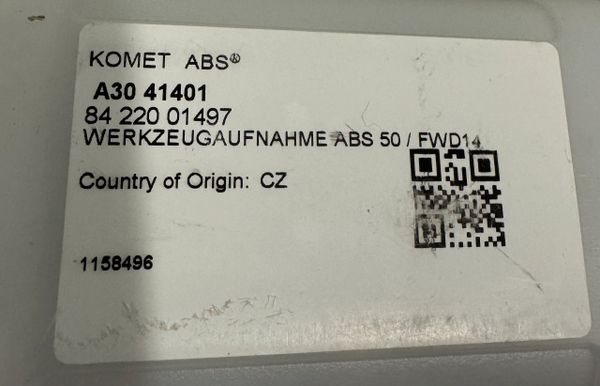 KOMET ABS®
A30 41401
84 220 01497
WERKZEUGAUFNAHME ABS 50 / FWD14
Country of Origin: CZ
1158496